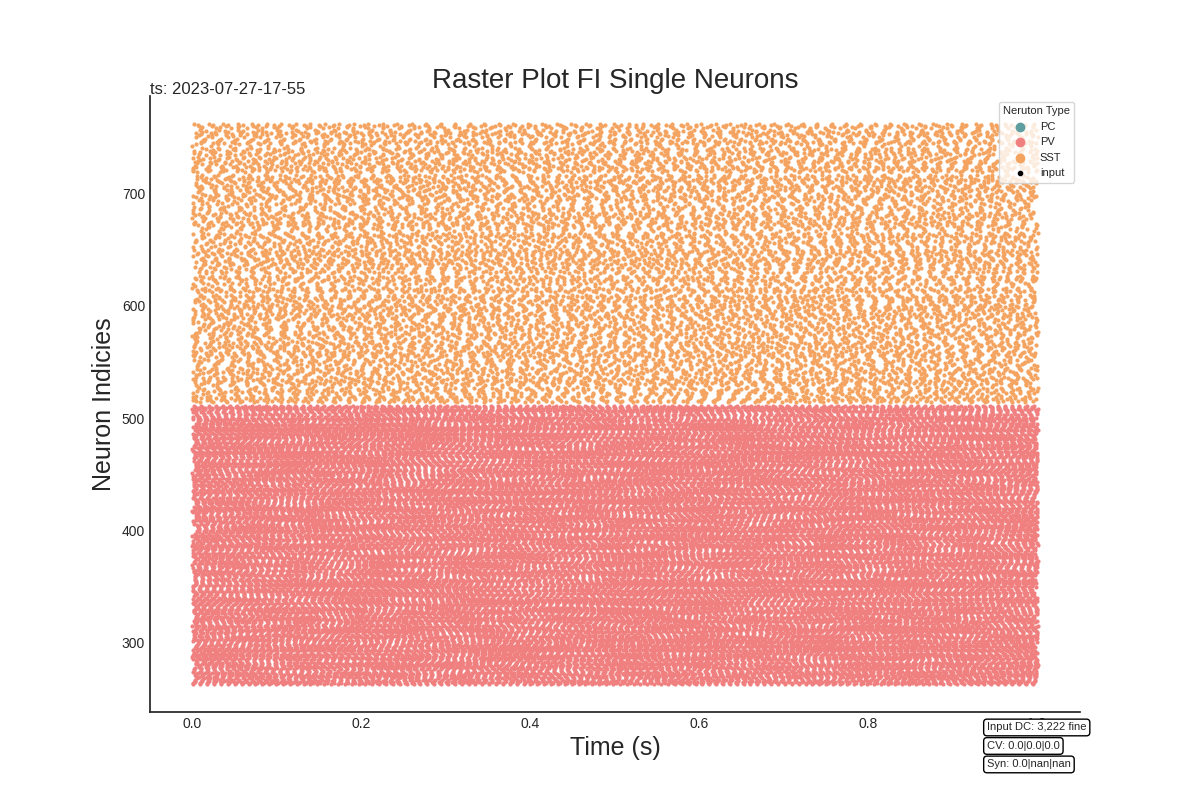 Raster Plot FI Single Neurons
ts: 2023-07-27-17-55
Neruton Type
PC
PV
SST
input
700
600
500
400
300
Neuron Indicies
0.0 0.2 0.4 0.6 0.8
Time (s)
Input DC: 3,222 fine
CV: 0.0|0.0|0.0
Syn: 0.0|nan|nan